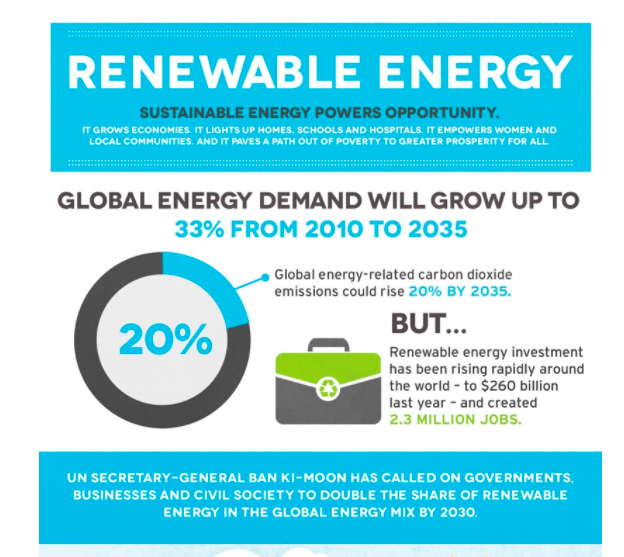 RENEWABLE ENERGY
SUSTAINABLE ENERGY POWERS OPPORTUNITY.
IT GROWS ECONOMIES. IT LIGHTS UP HOMES, SCHOOLS AND HOSPITALS. IT EMPOWERS WOMEN AND
LOCAL COMMUNITIES. AND IT PAVES A PATH OUT OF POVERTY TO GREATER PROSPERITY FOR ALL.
GLOBAL ENERGY DEMAND WILL GROW UP TO
33% FROM 2010 TO 2035
20%
Global energy-related carbon dioxide
emissions could rise 20% BY 2035.
BUT...
Renewable energy investment
has been rising rapidly around
the world – to $260 billion
last year – and created
2.3 MILLION JOBS.
UN SECRETARY-GENERAL BAN KI-MOON HAS CALLED ON GOVERNMENTS,
BUSINESSES AND CIVIL SOCIETY TO DOUBLE THE SHARE OF RENEWABLE
ENERGY IN THE GLOBAL ENERGY MIX BY 2030.